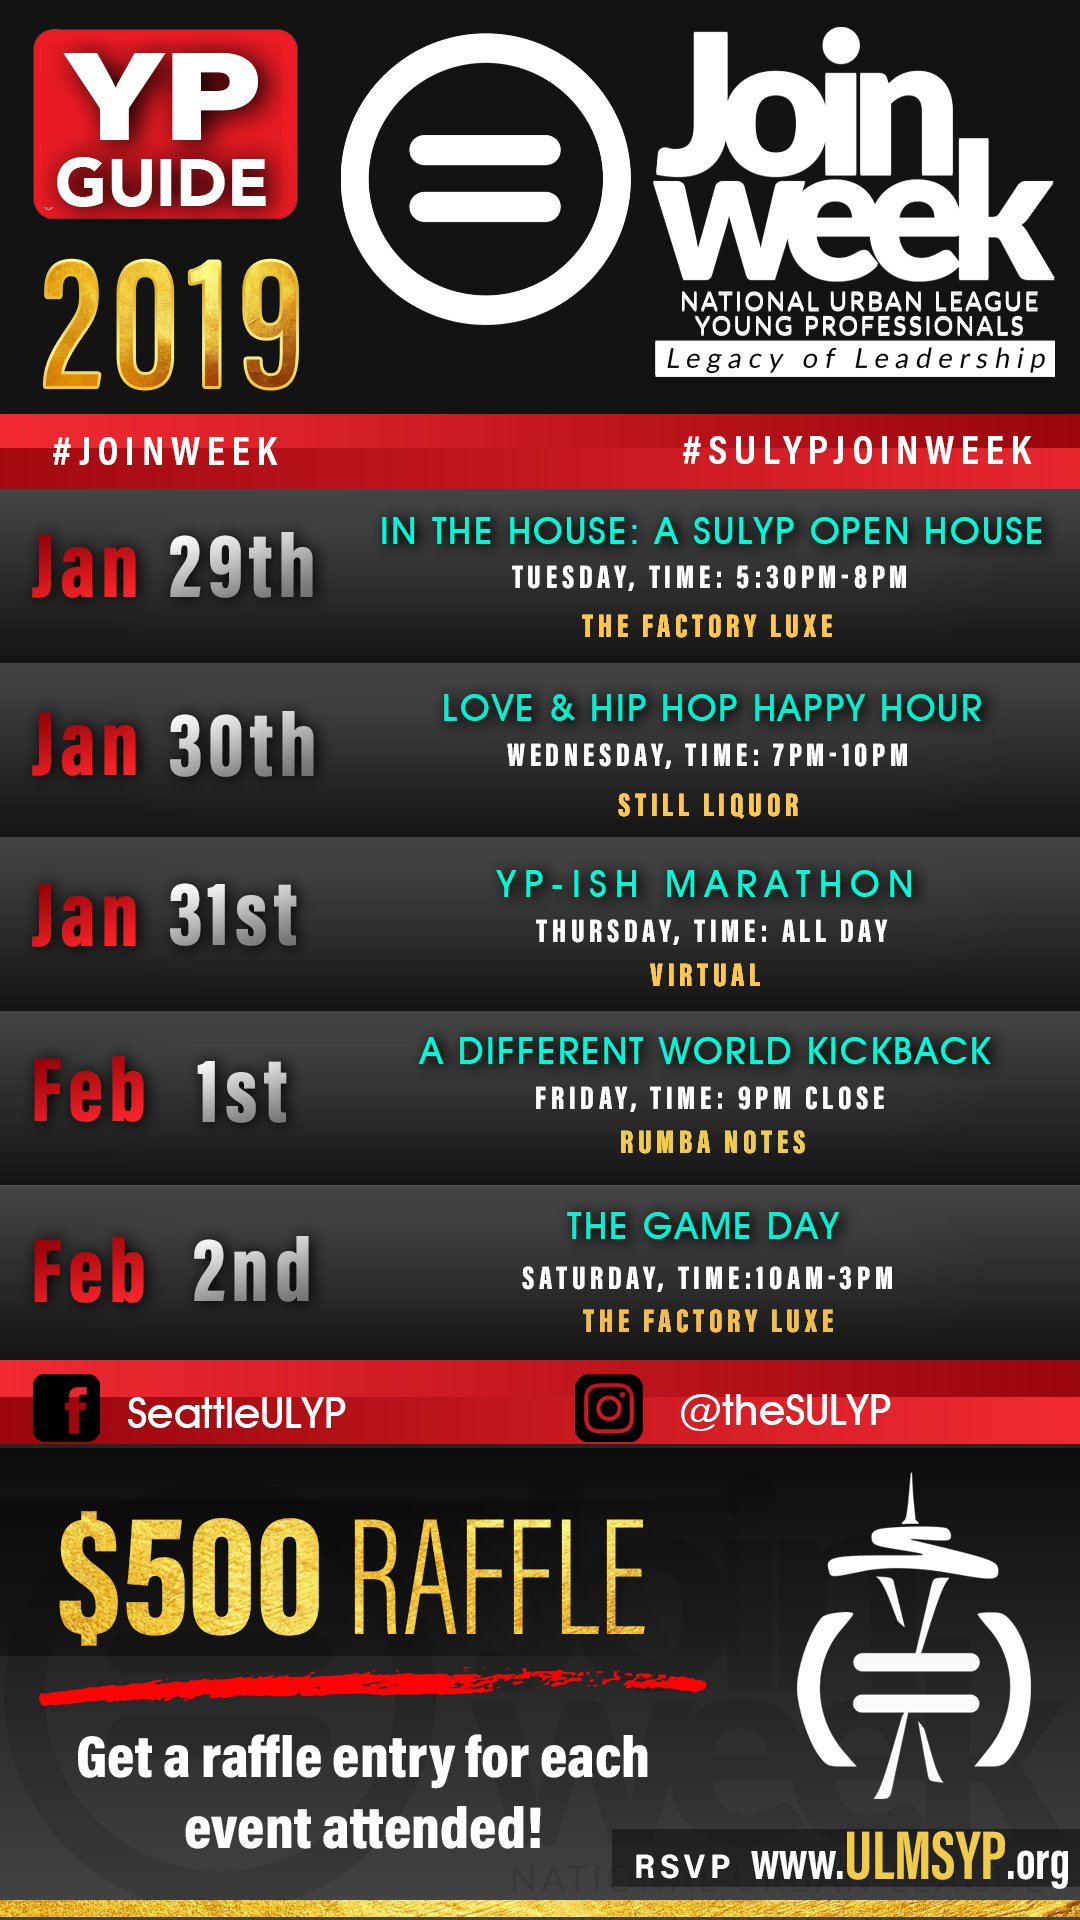 YP
GUIDE
2019
Join
week
NATIONAL URBAN LEAGUE
YOUNG PROFESSIONALS
Legacy of Leadership
#JOINWEEK
#SULYPJOINWEEK
Jan 29th
IN THE HOUSE: A SULYP OPEN HOUSE
TUESDAY, TIME: 5:30PM-8PM
THE FACTORY LUXE
Jan 30th
LOVE & HIP HOP HAPPY HOUR
WEDNESDAY, TIME: 7PM-10PM
STILL LIQUOR
Jan 31st
YP-ISH MARATHON
THURSDAY, TIME: ALL DAY
VIRTUAL
Feb 1st
A DIFFERENT WORLD KICKBACK
FRIDAY, TIME: 9PM CLOSE
RUMBA NOTES
Feb 2nd
THE GAME DAY
SATURDAY, TIME:10AM-3PM
THE FACTORY LUXE
SeattleULYP
@theSULYP
$500 RAFFLE
Get a raffle entry for each
event attended!
RSVP www.ULMSYP.org